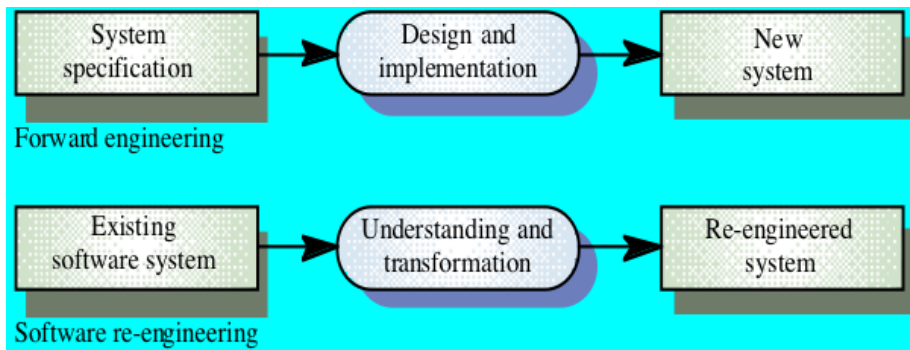 System
specification
Design and
implementation
New
system
Forward engineering
Existing
software system
Understanding and
transformation
Re-engineered
system
Software re-engineering